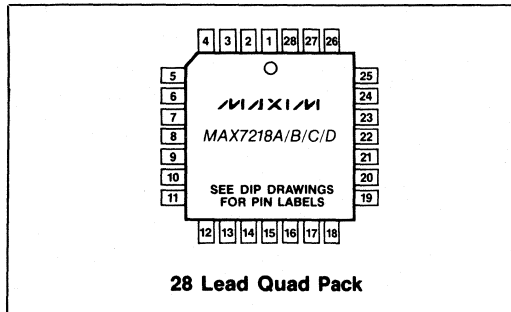 4 3 2 1 28 27 26
5 25
6 24
MAXIM
7 23
MAX7218A/B/C/D
8 22
9 21
10 20
SEE DIP DRAWINGS
11 19
FOR PIN LABELS
12 13 14 15 16 17 18
28 Lead Quad Pack